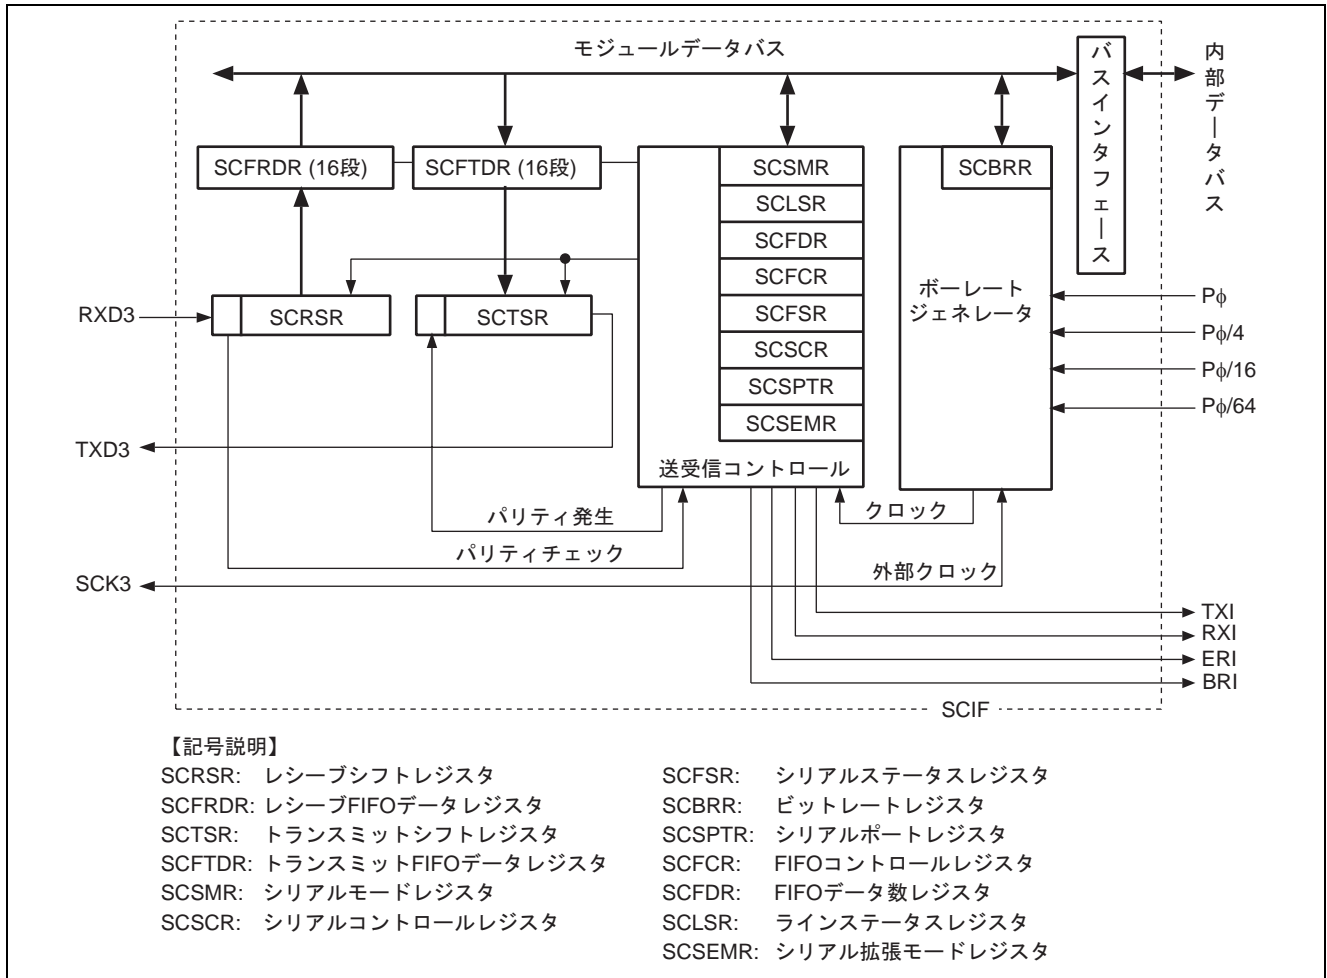 モジュールデータバス
バスインタフェース
内部データバス
SCFRDR (16段)
SCFTDR (16段)
SCSMR
SCBRR
SCLSR
SCFDR
SCFCR
SCFSR
SCSCR
SCSPTR
SCSEMR
送受信コントロール
ボーレート
ジェネレータ
Pϕ
Pϕ/4
Pϕ/16
Pϕ/64
RXD3
SCRSR
SCTSR
TXD3
パリティ発生
クロック
パリティチェック
SCK3
外部クロック
TXI
RXI
ERI
BRI
SCIF
【記号説明】
SCRSR: レシーブシフトレジスタ
SCFRDR: レシーブFIFOデータレジスタ
SCTSR: トランスミットシフトレジスタ
SCFTDR: トランスミットFIFOデータレジスタ
SCSMR: シリアルモードレジスタ
SCSCR: シリアルコントロールレジスタ
SCFSR: シリアルステータスレジスタ
SCBRR: ビットレートレジスタ
SCSPTR: シリアルポートレジスタ
SCFCR: FIFOコントロールレジスタ
SCFDR: FIFOデータ数レジスタ
SCLSR: ラインステータスレジスタ
SCSEMR: シリアル拡張モードレジスタ